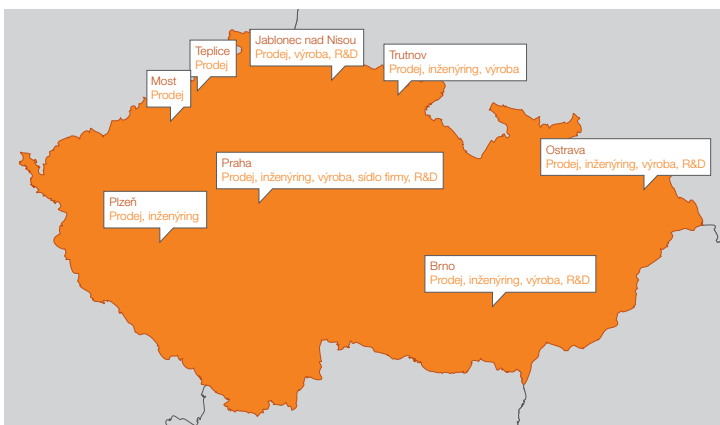 Jablonec nad Nisou
Prodej, výroba, R&D
Teplice
Prodej
Trutnov
Prodej, inženýring, výroba
Most
Prodej
Ostrava
Prodej, inženýring, výroba, R&D
Praha
Prodej, inženýring, výroba, sídlo firmy, R&D
Plzeň
Prodej, inženýring
Brno
Prodej, inženýring, výroba, R&D